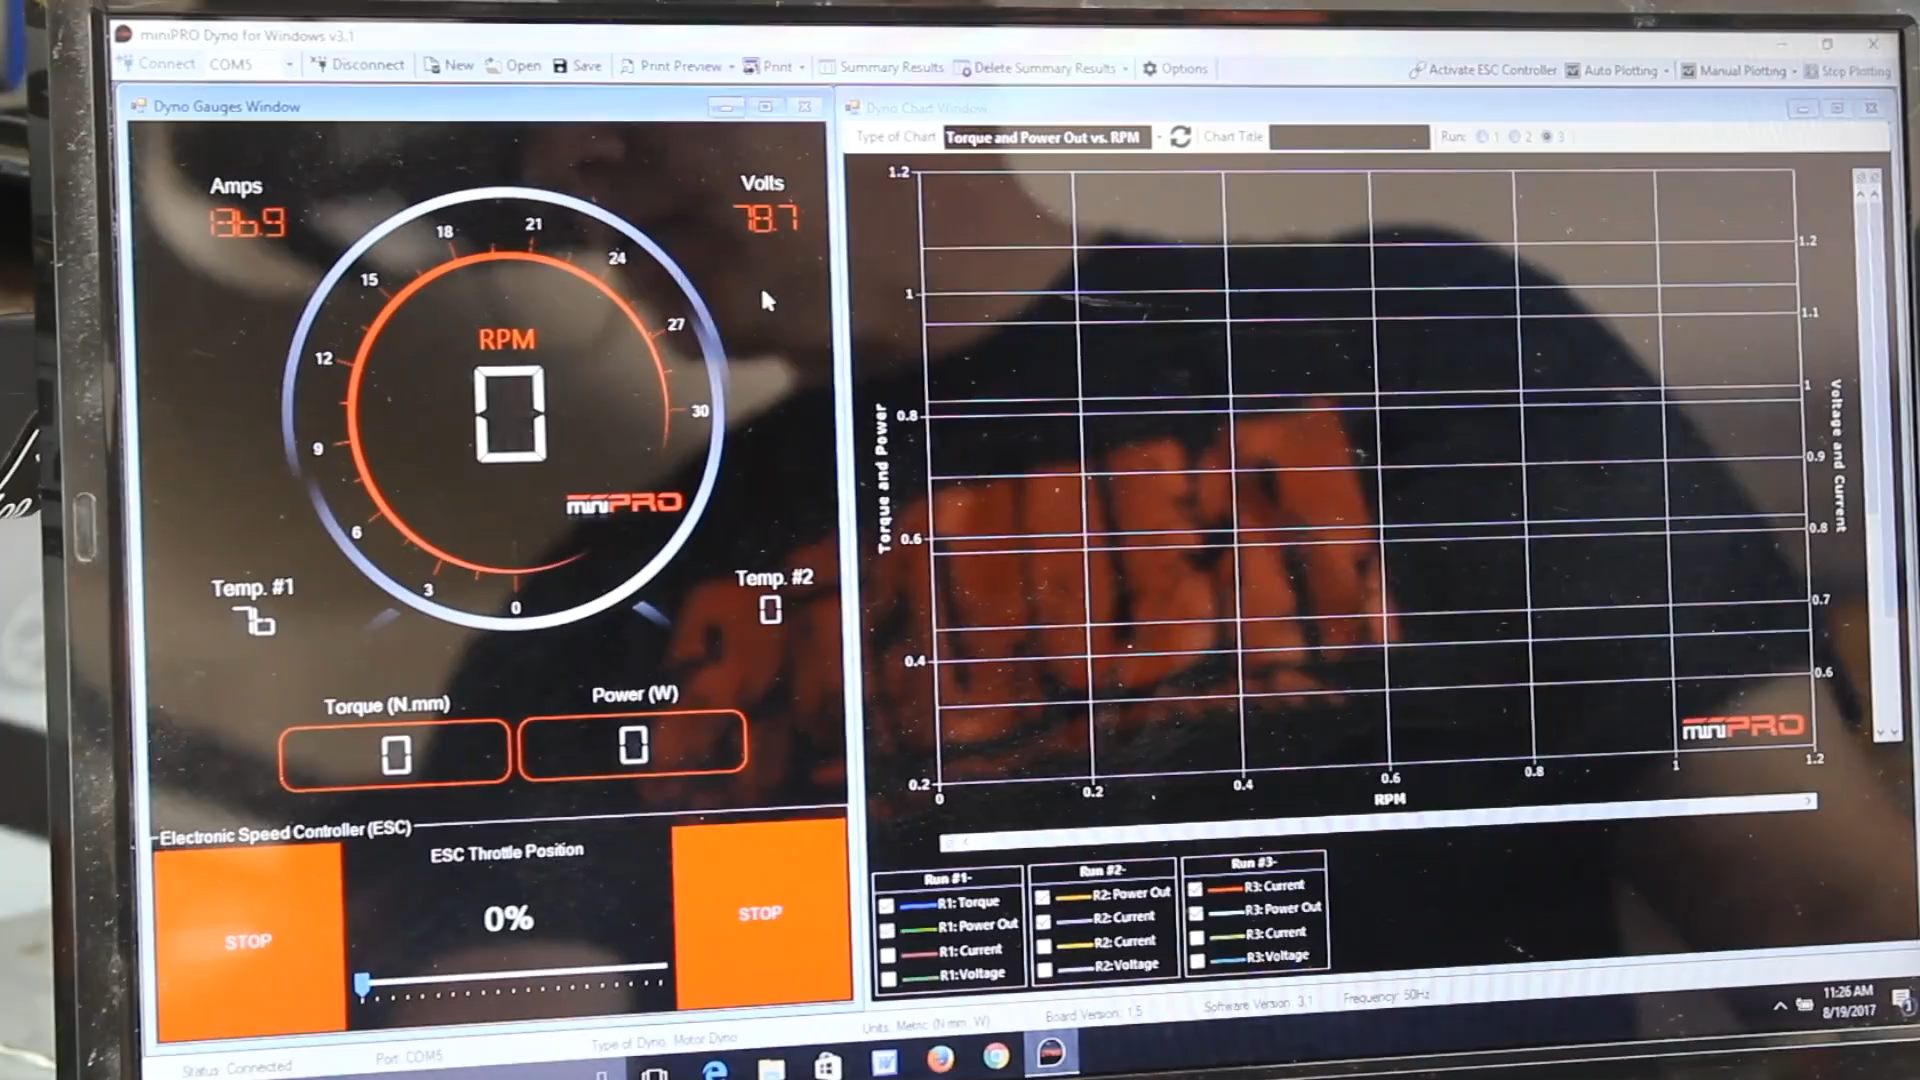 miniPRO Dyno for Windows v3.1
Connect COM5 Disconnect New Open Save Print Preview Print Summary Results Delete Summary Results Options Activate ESC Controller Auto Plotting Manual Plotting Stop Plotting
Dyno Gauges Window
Amps
136.9
Volts
78.7
0
3
6
9
12
15
18
21
24
27
30
RPM
0
miniPRO
Temp. #1
76
Temp. #2
0
Torque (N.mm)
0
Power (W)
0
Electronic Speed Controller (ESC)
STOP
ESC Throttle Position
0%
STOP
Dyno Chart Window
Type of Chart Torque and Power Out vs. RPM Chart Title Run: 1 2 3
Torque and Power
1.2
1
0.8
0.6
0.4
0.2
Voltage and Current
1.2
1.1
1
0.9
0.8
0.7
0.6
miniPRO
0 0.2 0.4 0.6 0.8 1 1.2
RPM
Run #1-
R1: Torque
R1: Power Out
R1: Current
R1: Voltage
Run #2-
R2: Power Out
R2: Current
R2: Current
R2: Voltage
Run #3-
R3: Current
R3: Power Out
R3: Current
R3: Voltage
Status: Connected Port: COM5 Type of Dyno: Motor Dyno Units: Metric (N.mm W) Board Version: 1.5 Software Version: 3.1 Frequency: 50Hz
11:26 AM
8/19/2017